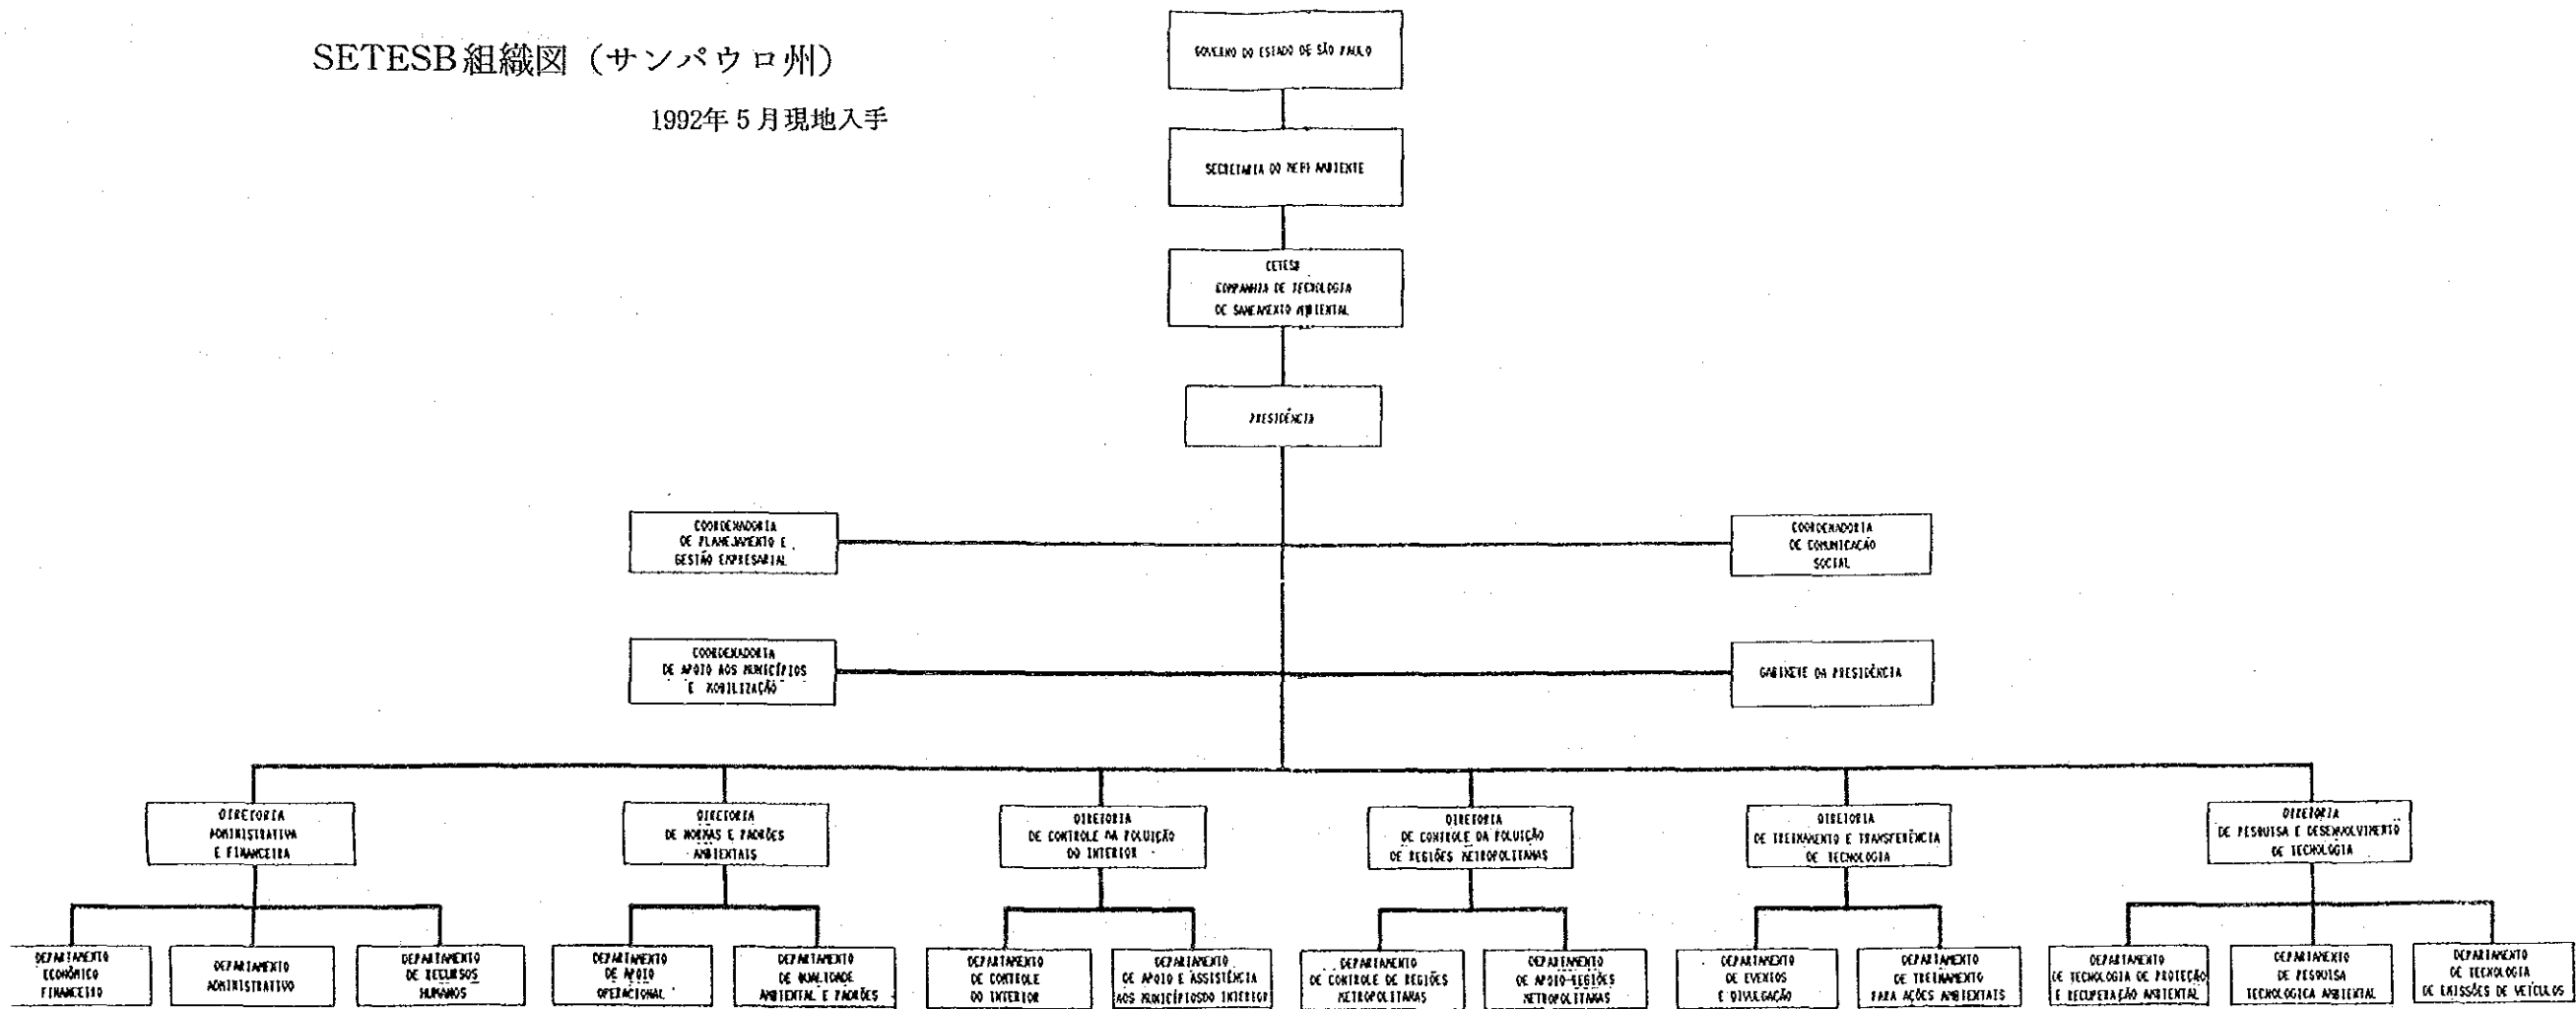 SETESB組織図（サンパウロ州）
1992年5月現地入手
GOVERNO DO ESTADO DE SÃO PAULO
SECRETARIA DO MEIO AMBIENTE
CETESB
COMPANHIA DE TECNOLOGIA
DE SANEAMENTO AMBIENTAL
PRESIDÊNCIA
COORDENADORIA
DE PLANEJAMENTO E
GESTÃO EMPRESARIAL
COORDENADORIA
DE COMUNICAÇÃO
SOCIAL
COORDENADORIA
DE APOIO AOS MUNICÍPIOS
E MOBILIZAÇÃO
GABINETE DA PRESIDÊNCIA
DIRETORIA
ADMINISTRATIVA
E FINANCEIRA
DIRETORIA
DE NORMAS E PADRÕES
AMBIENTAIS
DIRETORIA
DE CONTROLE DA POLUIÇÃO
DO INTERIOR
DIRETORIA
DE CONTROLE DA POLUIÇÃO
DE REGIÕES METROPOLITANAS
DIRETORIA
DE TREINAMENTO E TRANSFERÊNCIA
DE TECNOLOGIA
DIRETORIA
DE PESQUISA E DESENVOLVIMENTO
DE TECNOLOGIA
DEPARTAMENTO
ECONÔMICO
FINANCEIRO
DEPARTAMENTO
ADMINISTRATIVO
DEPARTAMENTO
DE RECURSOS
HUMANOS
DEPARTAMENTO
DE APOIO
OPERACIONAL
DEPARTAMENTO
DE QUALIDADE
AMBIENTAL E PADRÕES
DEPARTAMENTO
DE CONTROLE
DO INTERIOR
DEPARTAMENTO
DE APOIO E ASSISTÊNCIA
AOS MUNICÍPIOSDO INTERIOR
DEPARTAMENTO
DE CONTROLE DE REGIÕES
METROPOLITANAS
DEPARTAMENTO
DE APOIO-REGIÕES
METROPOLITANAS
DEPARTAMENTO
DE EVENTOS
E DIVULGAÇÃO
DEPARTAMENTO
DE TREINAMENTO
PARA AÇÕES AMBIENTAIS
DEPARTAMENTO
DE TECNOLOGIA DE PROTEÇÃO
E RECUPERAÇÃO AMBIENTAL
DEPARTAMENTO
DE PESQUISA
TECNOLOGICA AMBIENTAL
DEPARTAMENTO
DE TECNOLOGIA
DE EMISSÕES DE VEÍCULOS